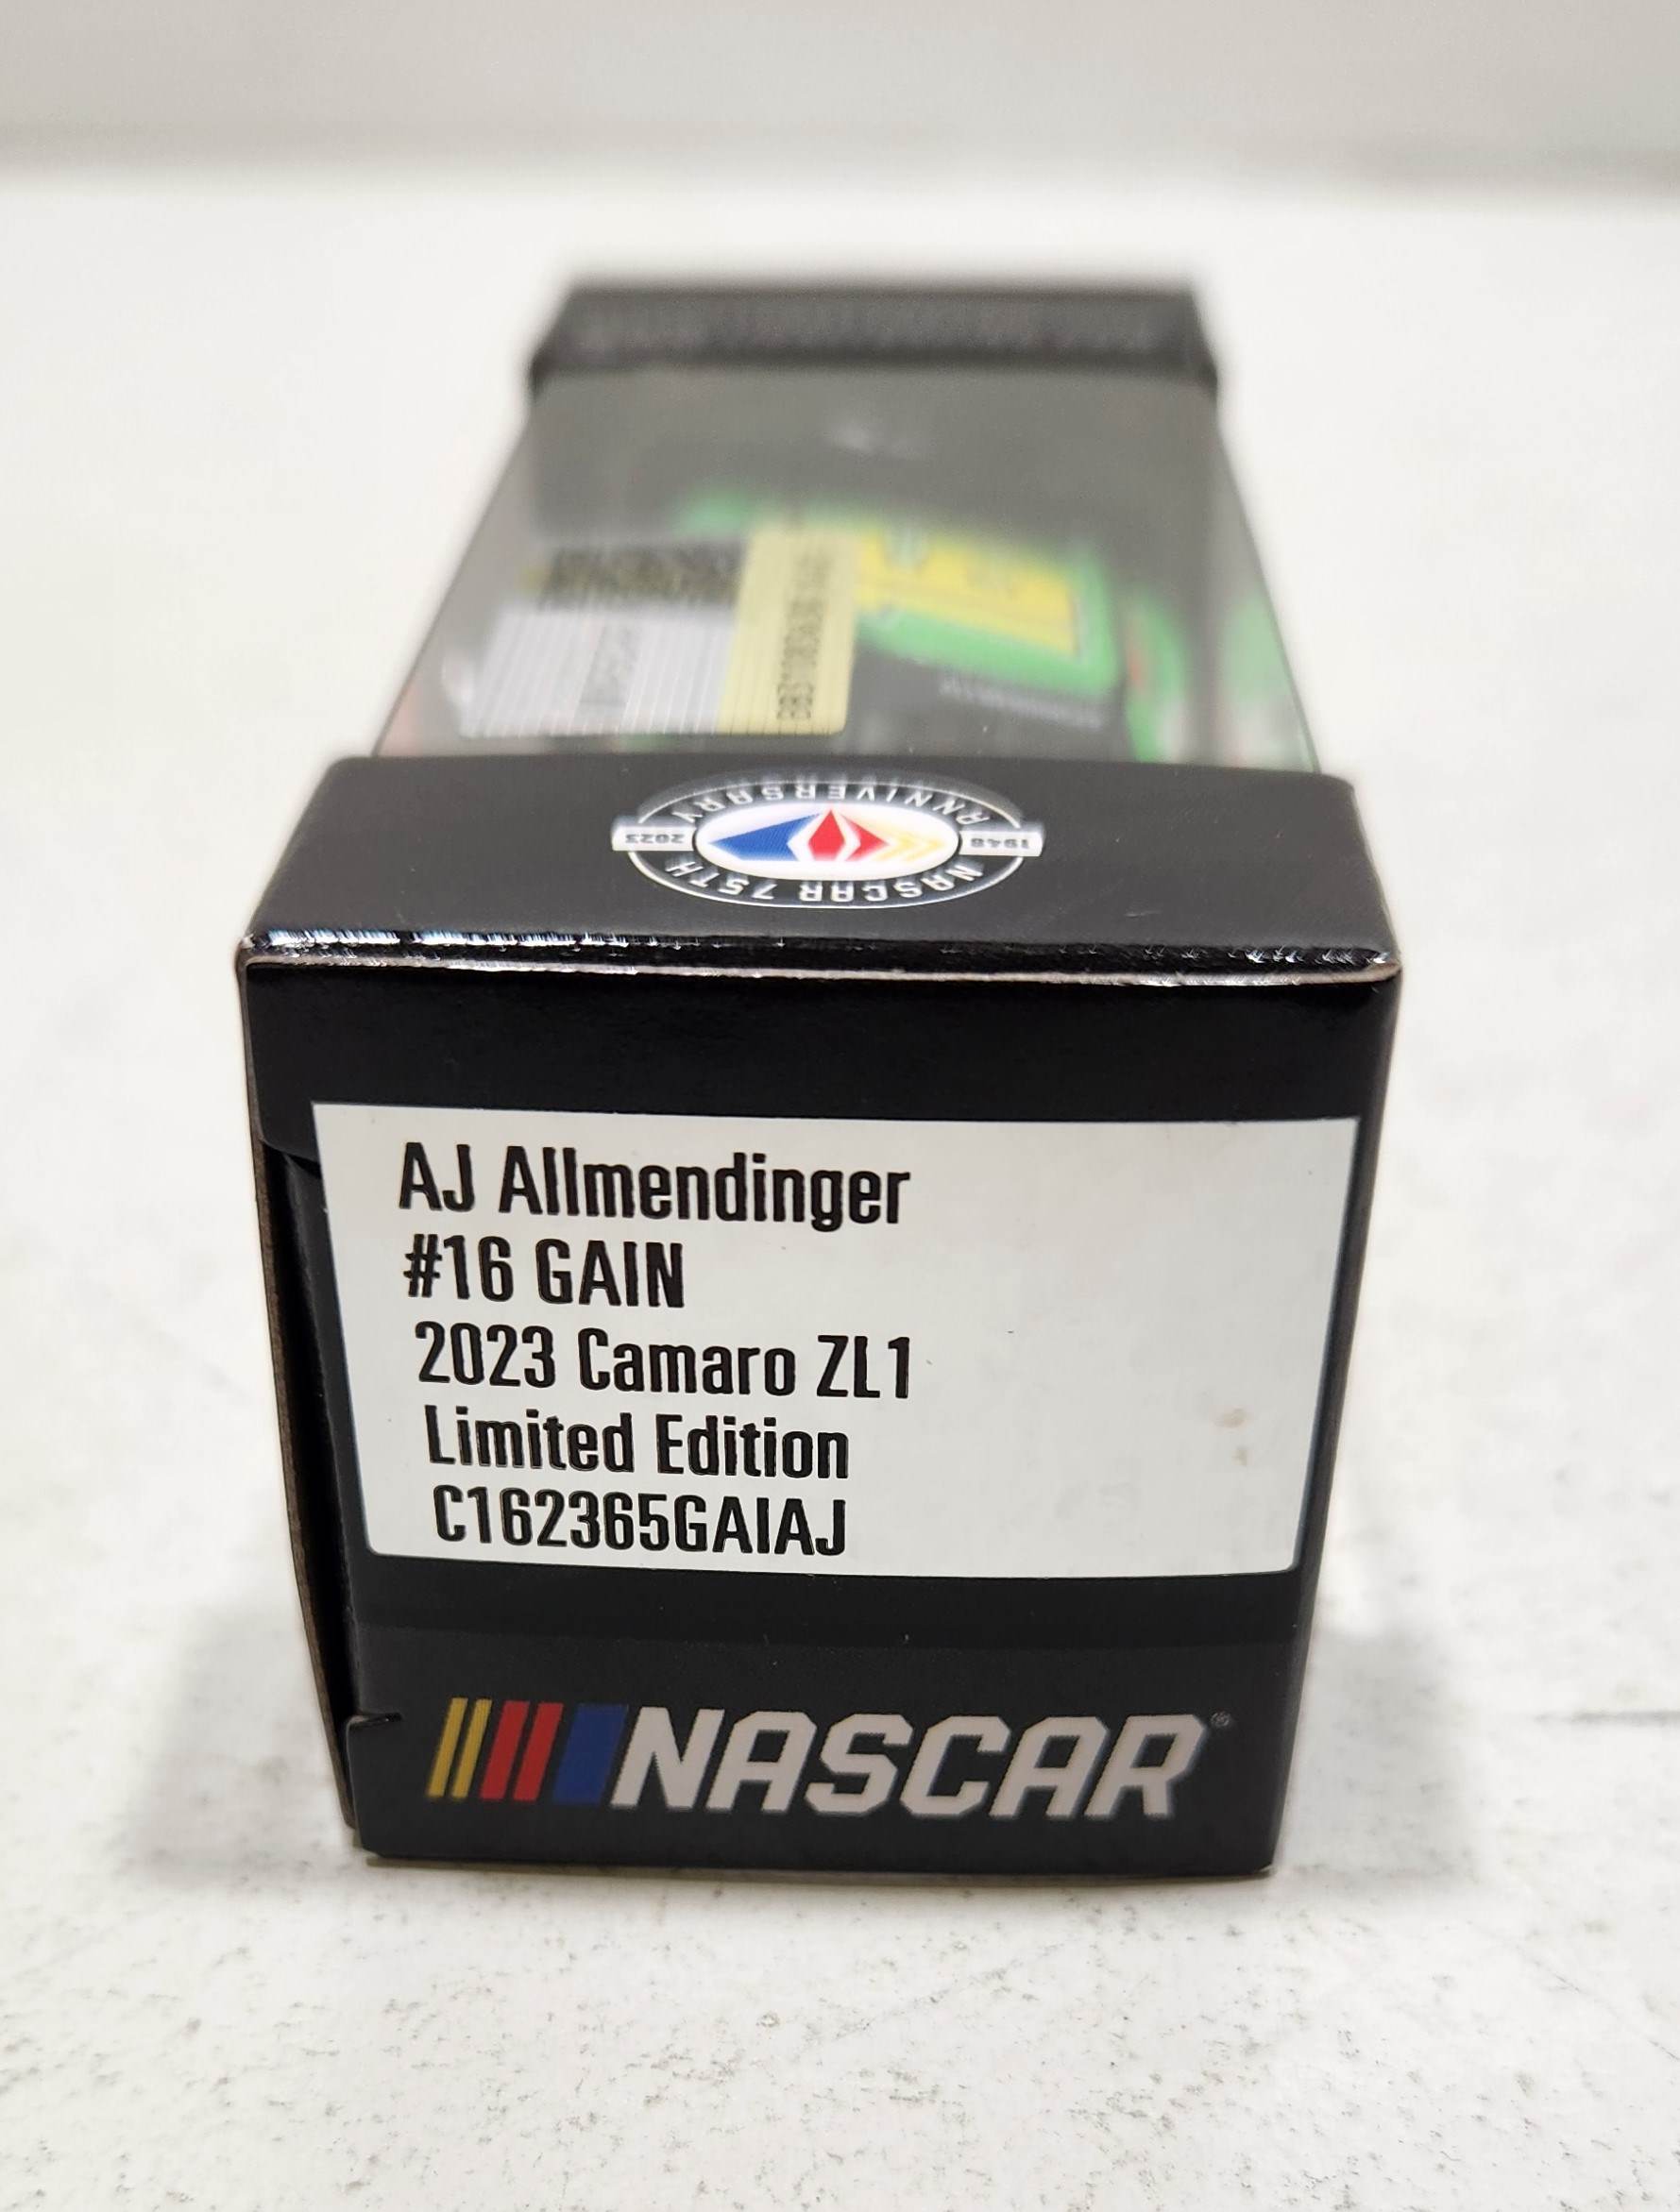 NASCAR 75TH ANNIVERSARY
1948 2023
AJ Allmendinger
#16 GAIN
2023 Camaro ZL1
Limited Edition
C162365GAIAJ
NASCAR®